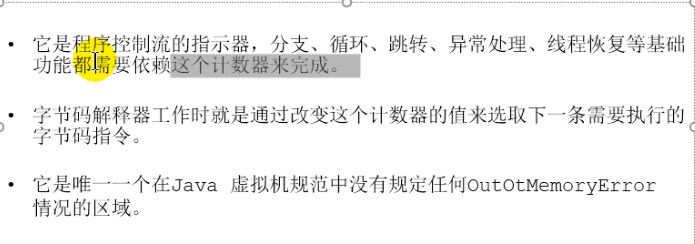 • 它是程序控制流的指示器，分支、循环、跳转、异常处理、线程恢复等基础
功能都需要依赖这个计数器来完成。
• 字节码解释器工作时就是通过改变这个计数器的值来选取下一条需要执行的
字节码指令。
• 它是唯一一个在Java 虚拟机规范中没有规定任何OutOtMemoryError
情况的区域。